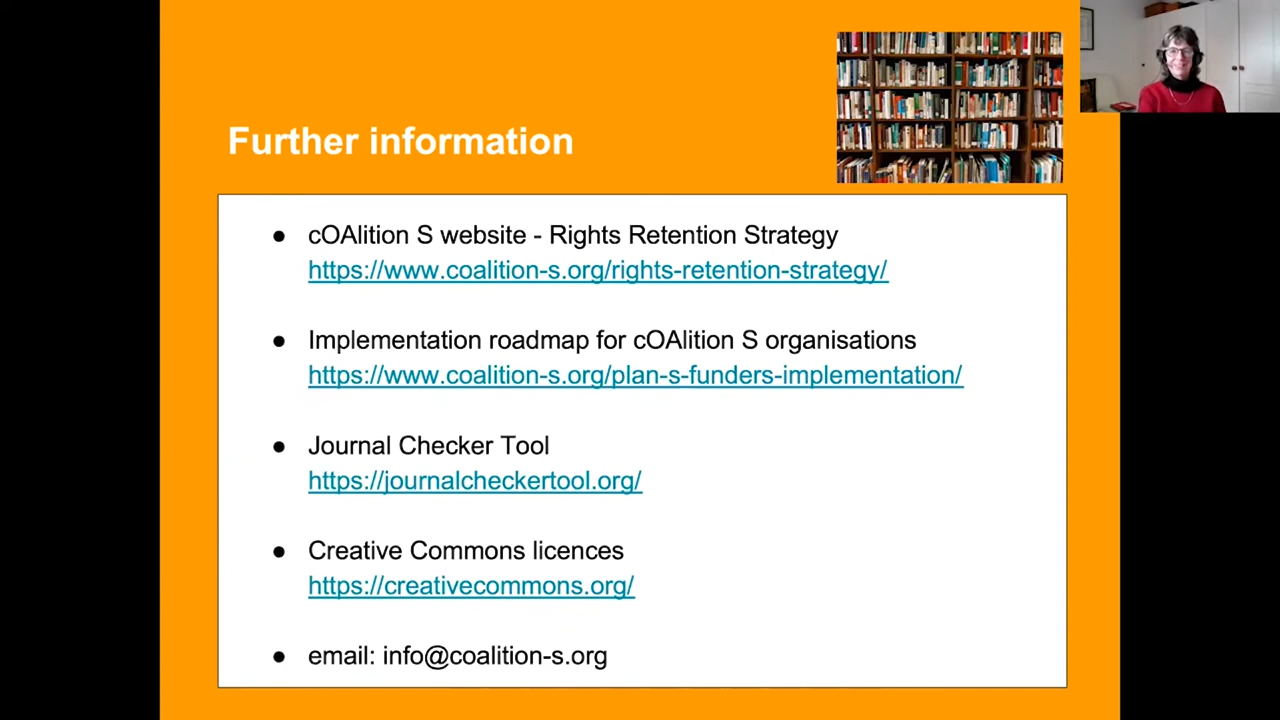 Further information
● cOAlition S website - Rights Retention Strategy
https://www.coalition-s.org/rights-retention-strategy/
● Implementation roadmap for cOAlition S organisations
https://www.coalition-s.org/plan-s-funders-implementation/
● Journal Checker Tool
https://journalcheckertool.org/
● Creative Commons licences
https://creativecommons.org/
● email: info@coalition-s.org